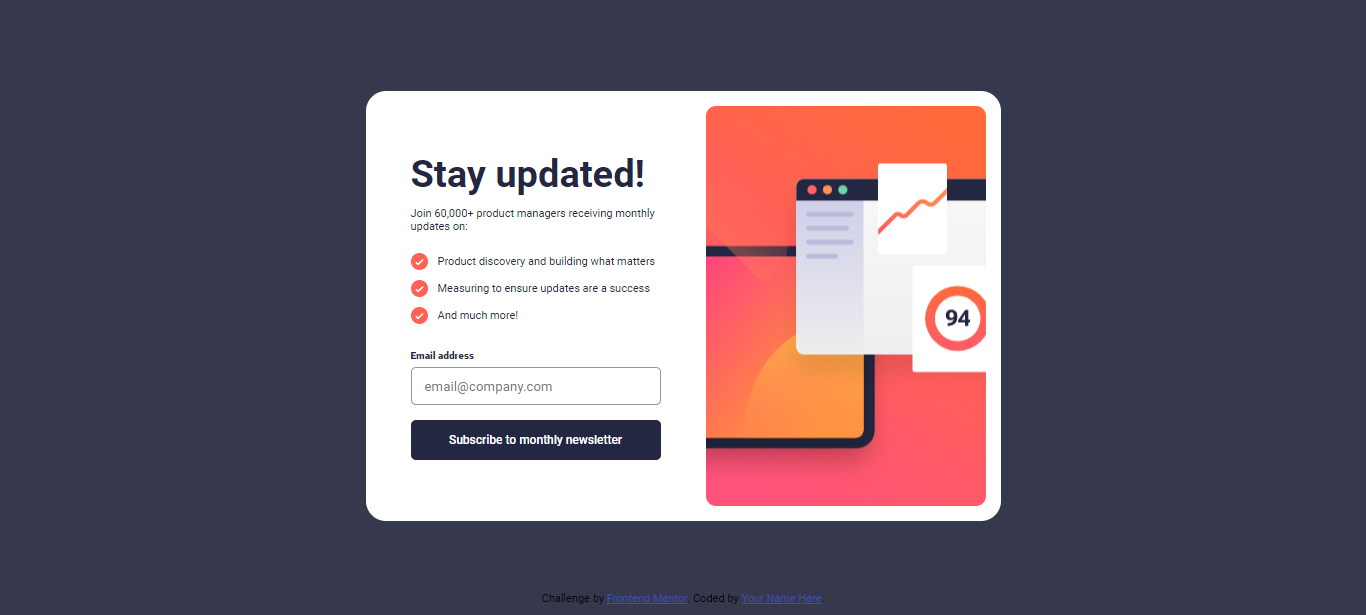 Stay updated!
Join 60,000+ product managers receiving monthly
updates on:
Product discovery and building what matters
Measuring to ensure updates are a success
And much more!
Email address
email@company.com
Subscribe to monthly newsletter
94
Challenge by Frontend Mentor. Coded by Your Name Here.